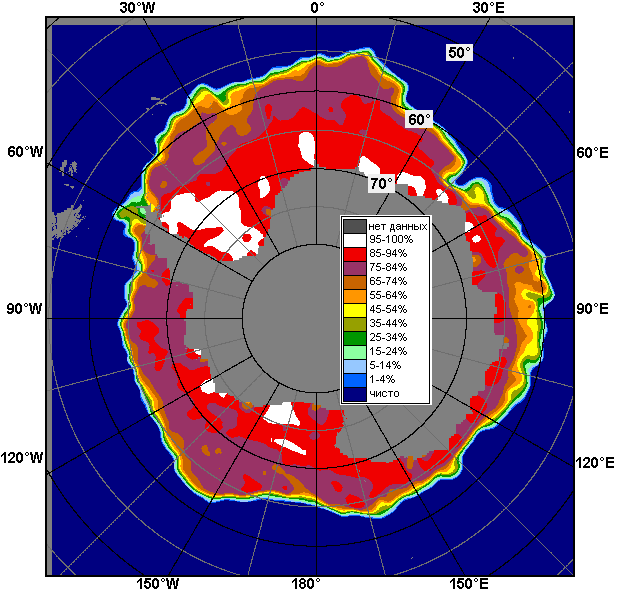 30°W
0°
30°E
50°
60°
60°W
60°E
70°
нет данных
95-100%
85-94%
75-84%
65-74%
55-64%
45-54%
35-44%
25-34%
15-24%
5-14%
1-4%
чисто
90°W
90°E
120°W
120°E
150°W
180°
150°E